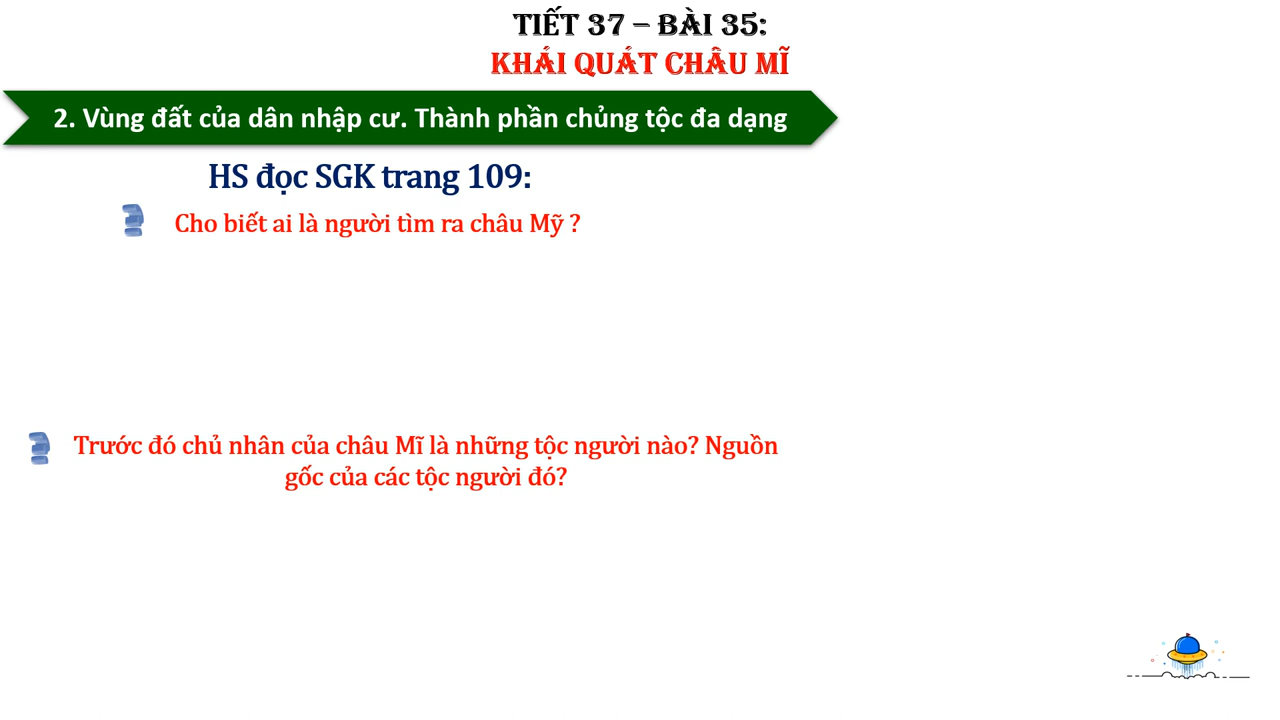 TIẾT 37 – BÀI 35:
KHÁI QUÁT CHÂU MĨ
2. Vùng đất của dân nhập cư. Thành phần chủng tộc đa dạng
HS đọc SGK trang 109:
Cho biết ai là người tìm ra châu Mỹ ?
Trước đó chủ nhân của châu Mĩ là những tộc người nào? Nguồn
gốc của các tộc người đó?